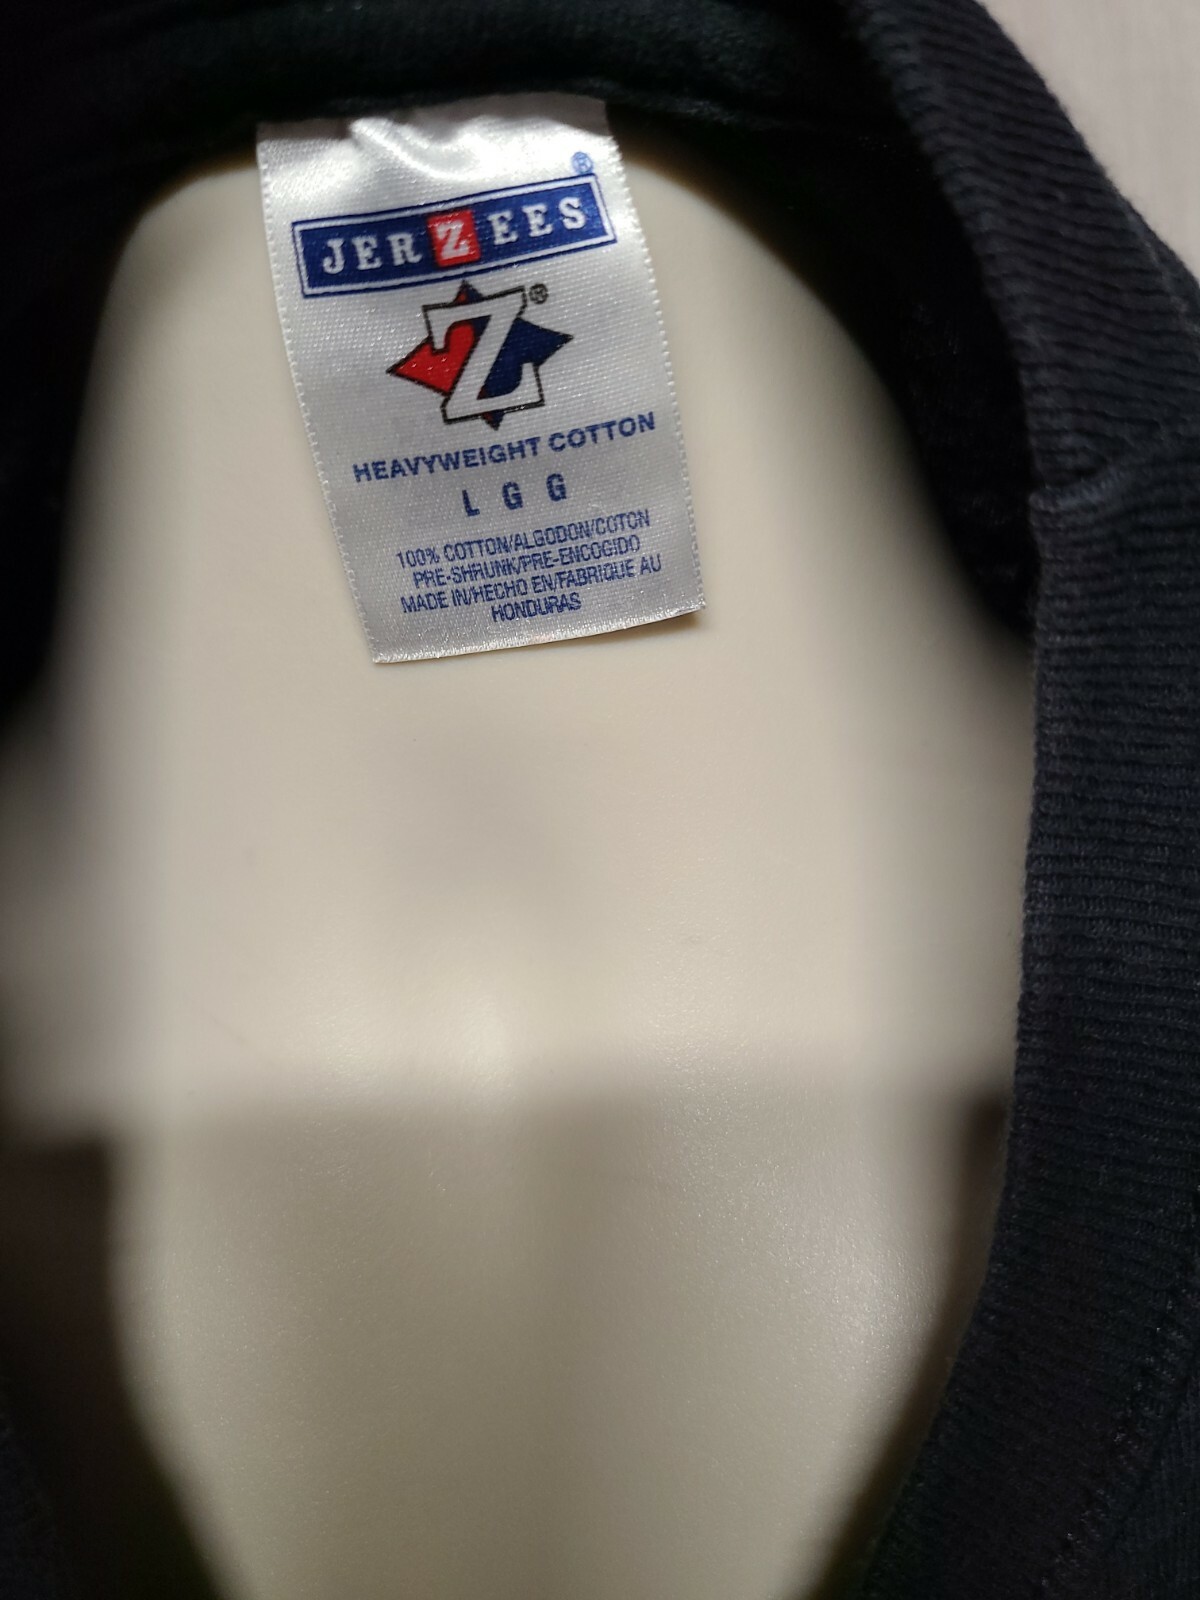 ®
JERZEES
Z®
HEAVYWEIGHT COTTON
L G G
100% COTTON/ALGODON/COTON
PRE-SHRUNK/PRE-ENCOGIDO
MADE IN/HECHO EN/FABRIQUE AU
HONDURAS